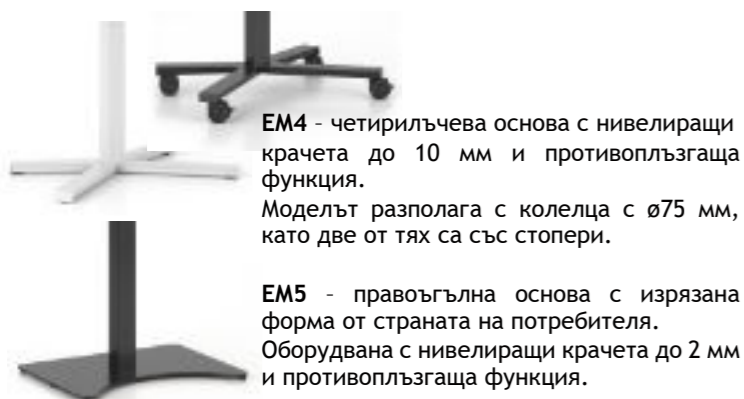 EM4 – четирилъчева основа с нивелиращи
крачета до 10 мм и противоплъзгаща
функция.
Моделът разполага с колелца с ø75 мм,
като две от тях са със стопери.
EM5 – правоъгълна основа с изрязана
форма от страната на потребителя.
Оборудвана с нивелиращи крачета до 2 мм
и противоплъзгаща функция.